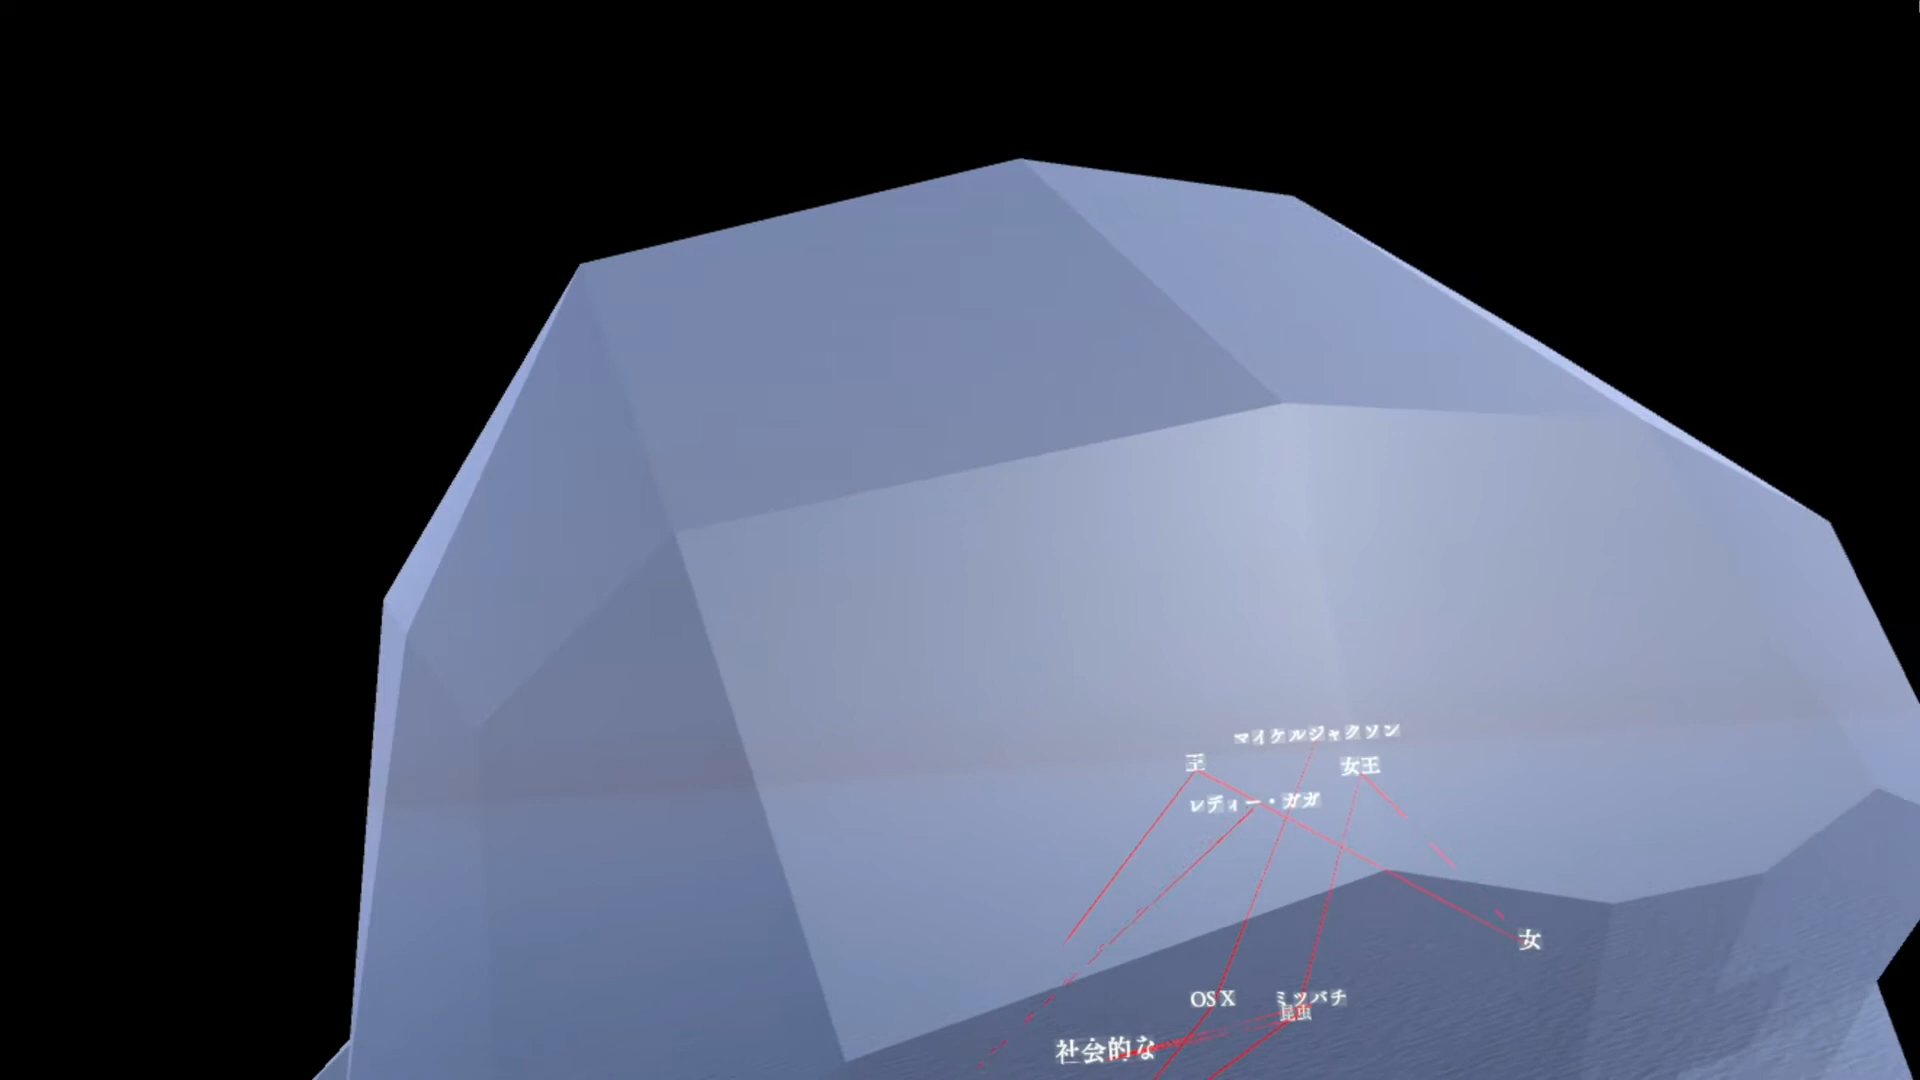 マイケルジャクソン
王
女王
レディー・ガガ
女
OS X
ミツバチ
昆虫
社会的な